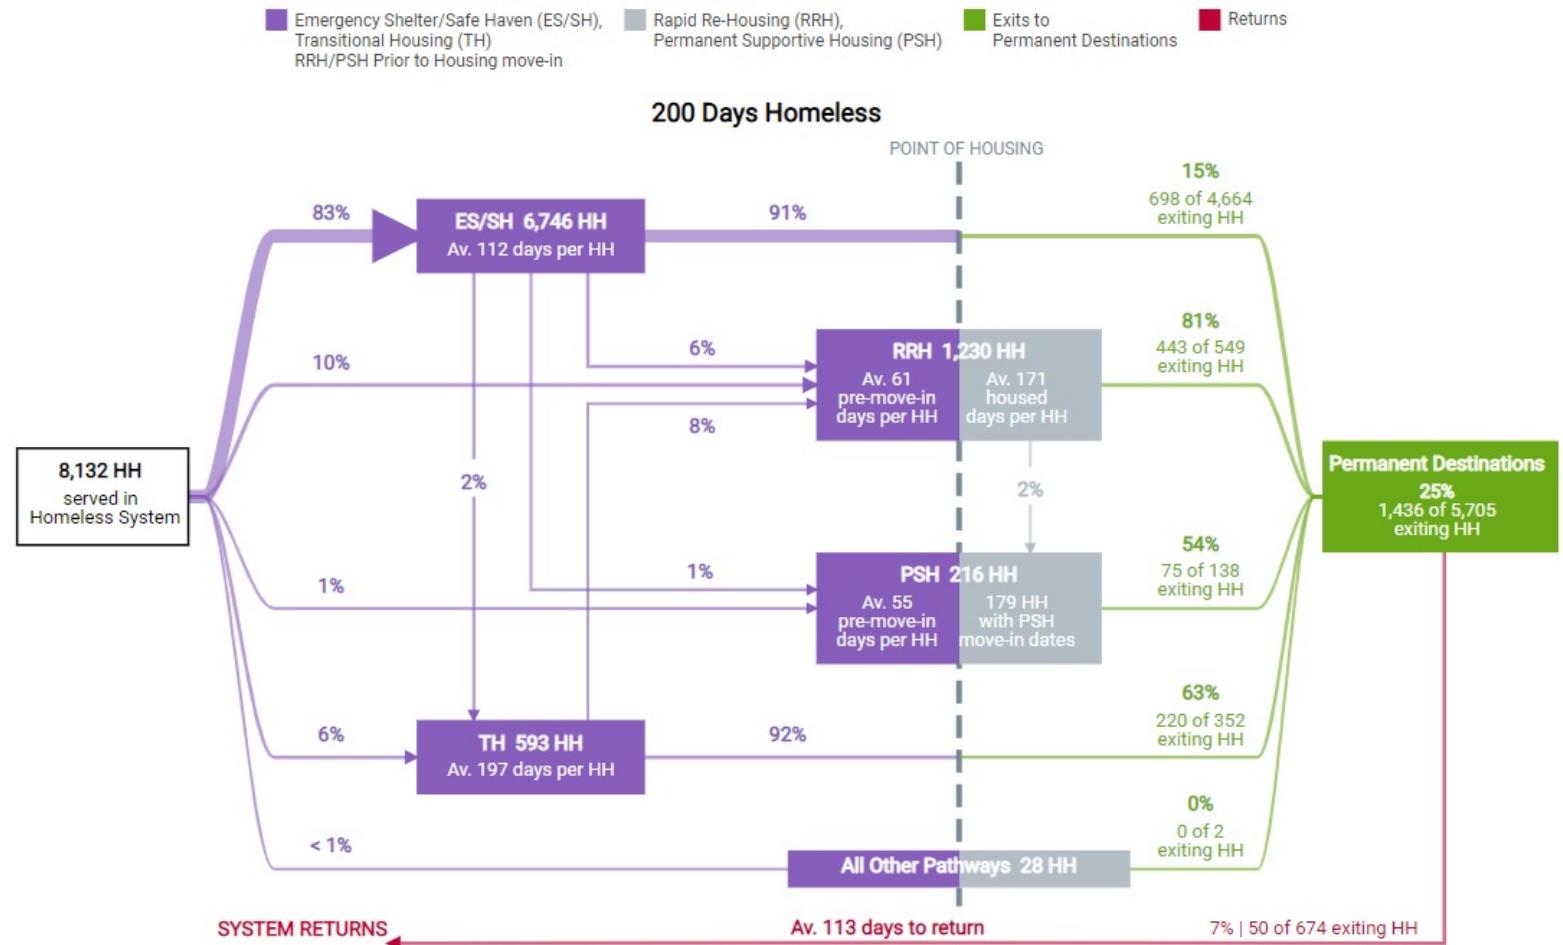 Emergency Shelter/Safe Haven (ES/SH),
Transitional Housing (TH)
RRH/PSH Prior to Housing move-in
Rapid Re-Housing (RRH),
Permanent Supportive Housing (PSH)
Exits to
Permanent Destinations
Returns
200 Days Homeless
POINT OF HOUSING
83%
ES/SH 6,746 HH
Av. 112 days per HH
91%
15%
698 of 4,664
exiting HH
10%
6%
8%
RRH 1,230 HH
Av. 61
pre-move-in
days per HH
Av. 171
housed
days per HH
81%
443 of 549
exiting HH
8,132 HH
served in
Homeless System
2%
2%
Permanent Destinations
25%
1,436 of 5,705
exiting HH
1%
1%
PSH 216 HH
Av. 55
pre-move-in
days per HH
179 HH
with PSH
move-in dates
54%
75 of 138
exiting HH
6%
TH 593 HH
Av. 197 days per HH
92%
63%
220 of 352
exiting HH
< 1%
All Other Pathways 28 HH
0%
0 of 2
exiting HH
SYSTEM RETURNS
Av. 113 days to return
7% | 50 of 674 exiting HH